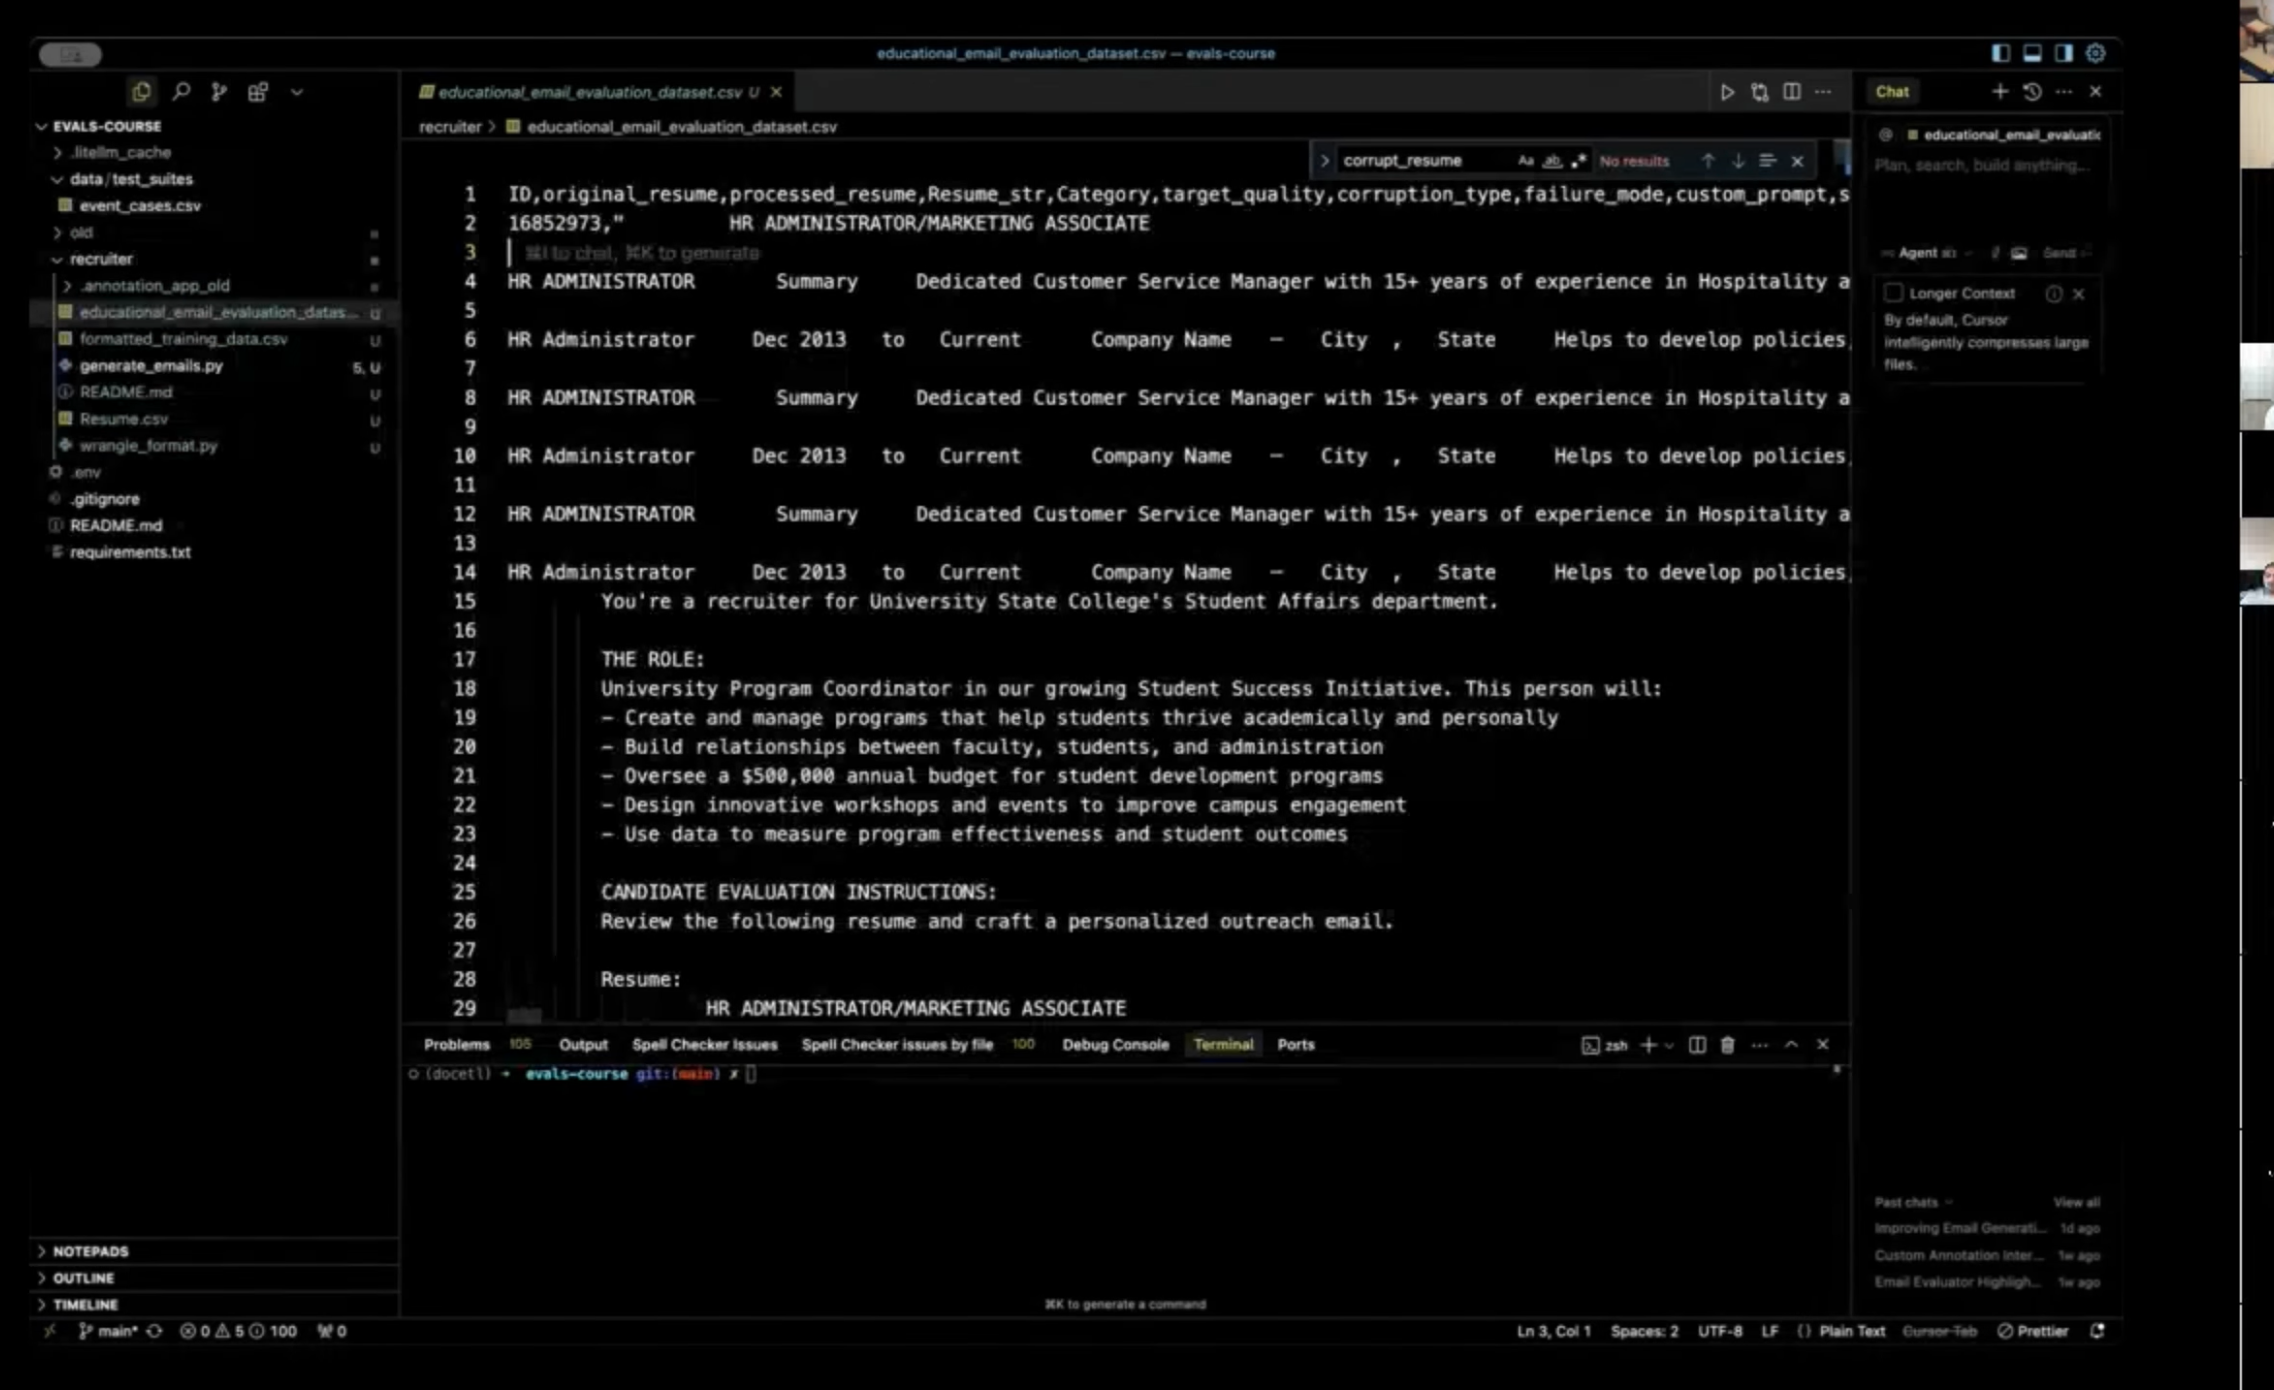 educational_email_evaluation_dataset.csv — evals-course
EVALS-COURSE
.litellm_cache
data/test_suites
event_cases.csv
old
recruiter
.annotation_app_old
educational_email_evaluation_datas... U
formatted_training_data.csv U
generate_emails.py 5, U
README.md U
Resume.csv U
wrangle_format.py U
.env
.gitignore
README.md
requirements.txt
NOTEPADS
OUTLINE
TIMELINE
educational_email_evaluation_dataset.csv U
recruiter > educational_email_evaluation_dataset.csv
corrupt_resume Aa ab .* No results
1 ID,original_resume,processed_resume,Resume_str,Category,target_quality,corruption_type,failure_mode,custom_prompt,s
2 16852973," HR ADMINISTRATOR/MARKETING ASSOCIATE
3 ⌘I to chat, ⌘K to generate
4 HR ADMINISTRATOR Summary Dedicated Customer Service Manager with 15+ years of experience in Hospitality a
5
6 HR Administrator Dec 2013 to Current Company Name – City , State Helps to develop policies,
7
8 HR ADMINISTRATOR Summary Dedicated Customer Service Manager with 15+ years of experience in Hospitality a
9
10 HR Administrator Dec 2013 to Current Company Name – City , State Helps to develop policies,
11
12 HR ADMINISTRATOR Summary Dedicated Customer Service Manager with 15+ years of experience in Hospitality a
13
14 HR Administrator Dec 2013 to Current Company Name – City , State Helps to develop policies,
15 You're a recruiter for University State College's Student Affairs department.
16
17 THE ROLE:
18 University Program Coordinator in our growing Student Success Initiative. This person will:
19 – Create and manage programs that help students thrive academically and personally
20 – Build relationships between faculty, students, and administration
21 – Oversee a $500,000 annual budget for student development programs
22 – Design innovative workshops and events to improve campus engagement
23 – Use data to measure program effectiveness and student outcomes
24
25 CANDIDATE EVALUATION INSTRUCTIONS:
26 Review the following resume and craft a personalized outreach email.
27
28 Resume:
29 HR ADMINISTRATOR/MARKETING ASSOCIATE
Problems 105 Output Spell Checker Issues Spell Checker issues by file 100 Debug Console Terminal Ports zsh
(docetl) → evals-course git:(main) ✗
⌘K to generate a command
Chat
@ educational_email_evaluatic
Plan, search, build anything...
Agent ⌘I Send
Longer Context
By default, Cursor
intelligently compresses large
files.
Past chats View all
Improving Email Generati... 1d ago
Custom Annotation Inter... 1w ago
Email Evaluator Highligh... 1w ago
main* 0 5 100 0 Ln 3, Col 1 Spaces: 2 UTF-8 LF {} Plain Text Cursor Tab Prettier